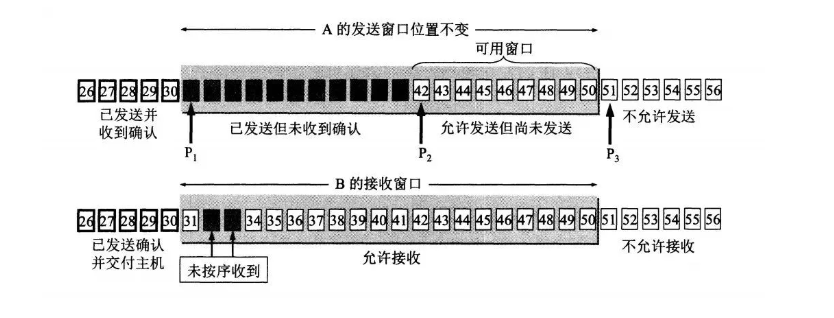 A 的发送窗口位置不变
可用窗口
26 27 28 29 30 42 43 44 45 46 47 48 49 50 51 52 53 54 55 56
已发送并
收到确认
已发送但未收到确认
允许发送但尚未发送
不允许发送
P1
P2
P3
B 的接收窗口
26 27 28 29 30 31 34 35 36 37 38 39 40 41 42 43 44 45 46 47 48 49 50 51 52 53 54 55 56
已发送确认
并交付主机
未按序收到
允许接收
不允许接收